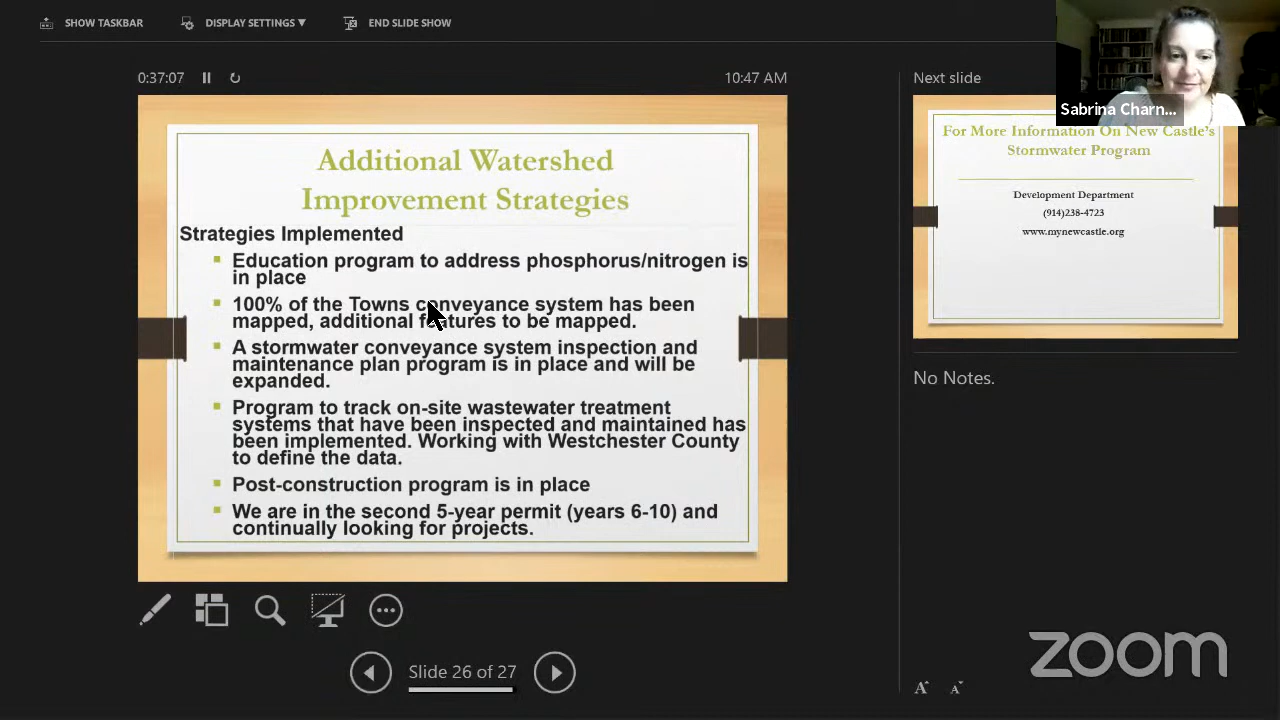 SHOW TASKBAR
DISPLAY SETTINGS ▼
END SLIDE SHOW
0:37:07
10:47 AM
Additional Watershed
Improvement Strategies
Strategies Implemented
Education program to address phosphorus/nitrogen is
in place
100% of the Towns conveyance system has been
mapped, additional features to be mapped.
A stormwater conveyance system inspection and
maintenance plan program is in place and will be
expanded.
Program to track on-site wastewater treatment
systems that have been inspected and maintained has
been implemented. Working with Westchester County
to define the data.
Post-construction program is in place
We are in the second 5-year permit (years 6-10) and
continually looking for projects.
Slide 26 of 27
Next slide
Sabrina Charn...
For More Information On New Castle's
Stormwater Program
Development Department
(914)238-4723
www.mynewcastle.org
No Notes.
zoom
A A